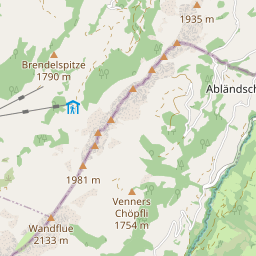 1935 m
Brendelspitze
1790 m
Abländsch
1981 m
Venners
Chöpfli
1754 m
Wandflue
2133 m